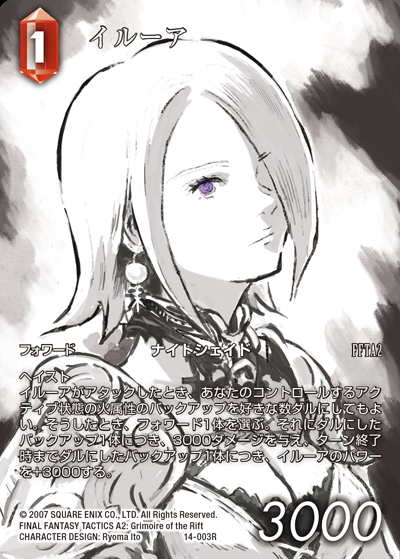 1
イルーア
フォワード ナイトシェイド FFTA2
ヘイスト
イルーアがアタックしたとき、あなたのコントロールするアク
ティブ状態の火属性のバックアップを好きな数ダルにしてもよ
い。そうしたとき、フォワード1体を選ぶ。それにダルにした
バックアップ1体につき、3000ダメージを与え、ターン終了
時までダルにしたバックアップ1体につき、イルーアのパワー
を+3000する。
© 2007 SQUARE ENIX CO., LTD. All Rights Reserved.
FINAL FANTASY TACTICS A2: Grimoire of the Rift
CHARACTER DESIGN: Ryoma Ito 14-003R
3000